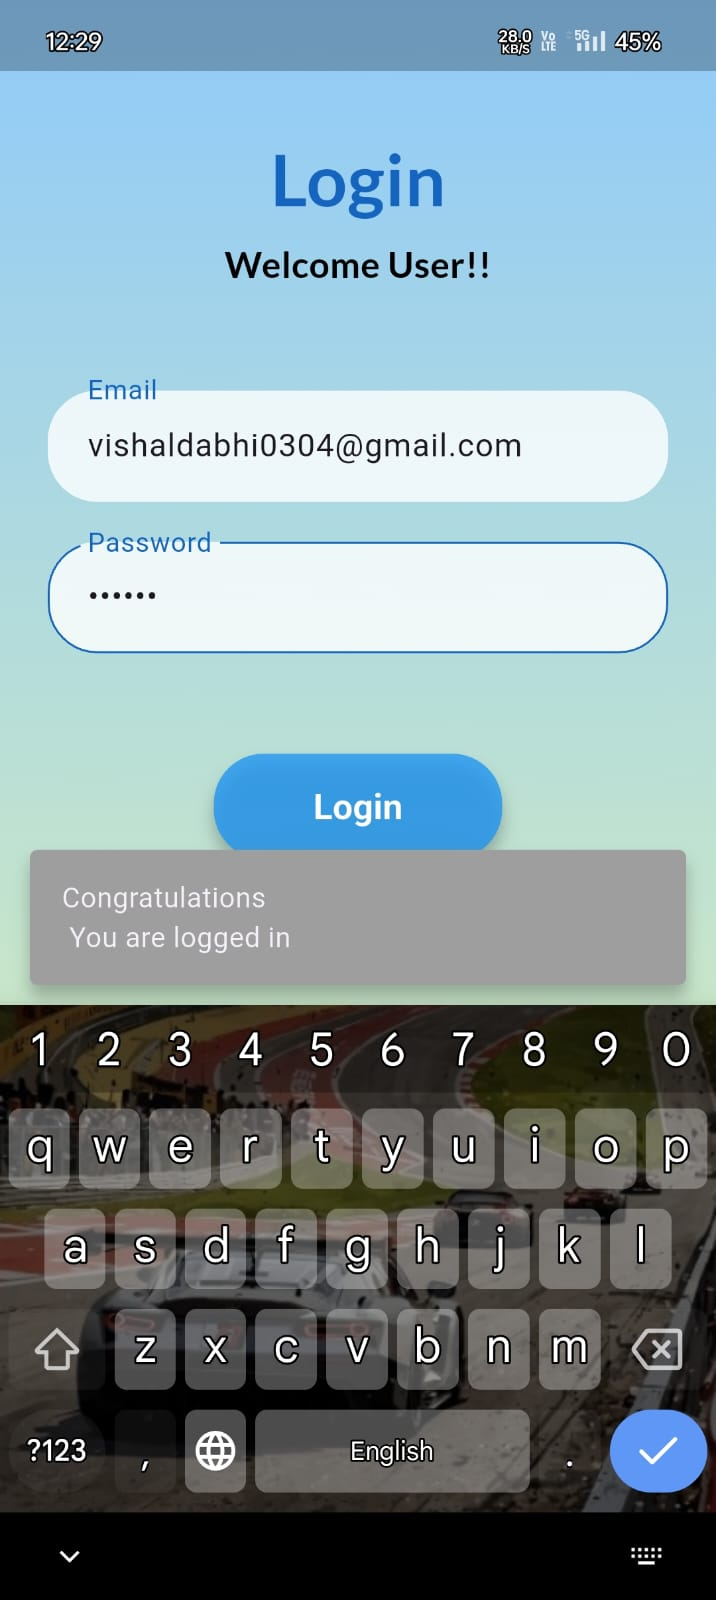 12:29 28.0 KB/S Vo LTE 5G 45%
Login
Welcome User!!
Email
vishaldabhi0304@gmail.com
Password
••••••
Login
Congratulations
You are logged in
1 2 3 4 5 6 7 8 9 0
q w e r t y u i o p
a s d f g h j k l
z x c v b n m
?123 , English .